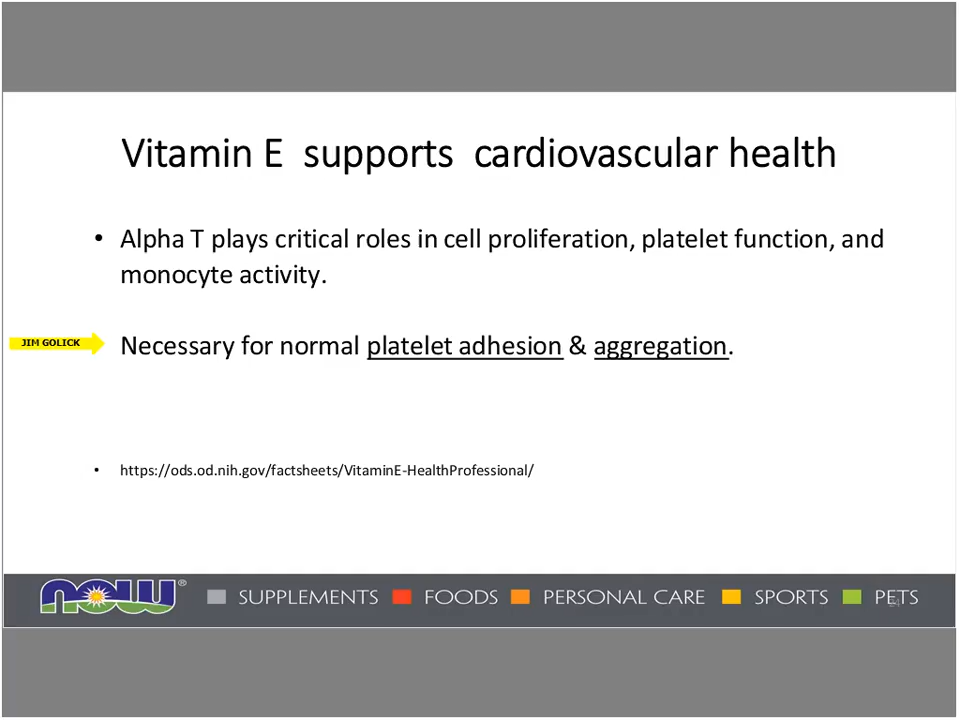 Vitamin E supports cardiovascular health
• Alpha T plays critical roles in cell proliferation, platelet function, and
monocyte activity.
JIM GOLICK
Necessary for normal platelet adhesion & aggregation.
• https://ods.od.nih.gov/factsheets/VitaminE-HealthProfessional/
now® SUPPLEMENTS FOODS PERSONAL CARE SPORTS PETS